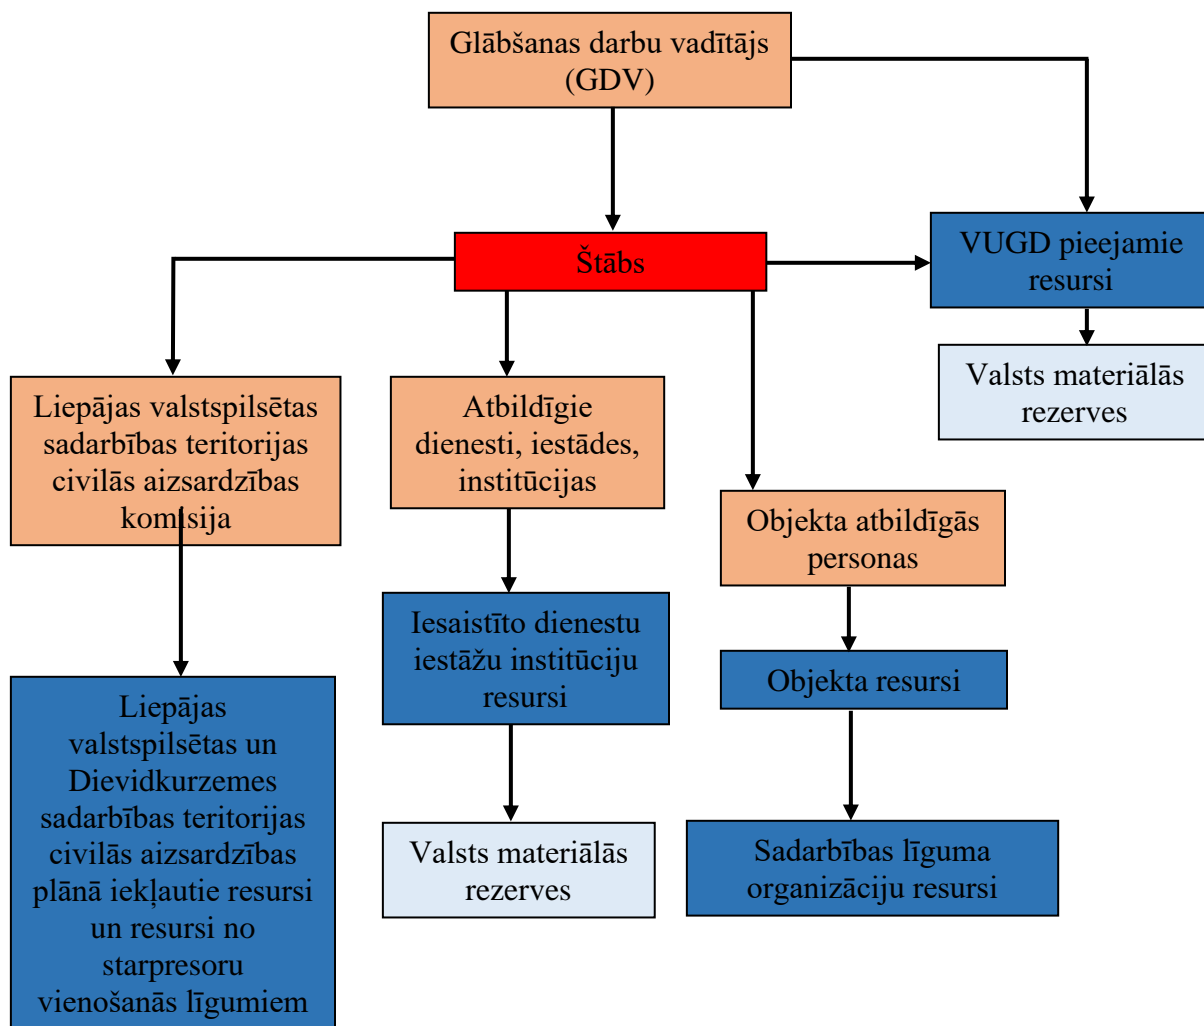 Glābšanas darbu vadītājs
(GDV)
Štābs
VUGD pieejamie
resursi
Valsts materiālās
rezerves
Liepājas valstspilsētas
sadarbības teritorijas
civilās aizsardzības
komisija
Atbildīgie
dienesti, iestādes,
institūcijas
Objekta atbildīgās
personas
Iesaistīto dienestu
iestāžu institūciju
resursi
Objekta resursi
Liepājas
valstspilsētas un
Dievidkurzemes
sadarbības teritorijas
civilās aizsardzības
plānā iekļautie resursi
un resursi no
starpresoru
vienošanās līgumiem
Valsts materiālās
rezerves
Sadarbības līguma
organizāciju resursi